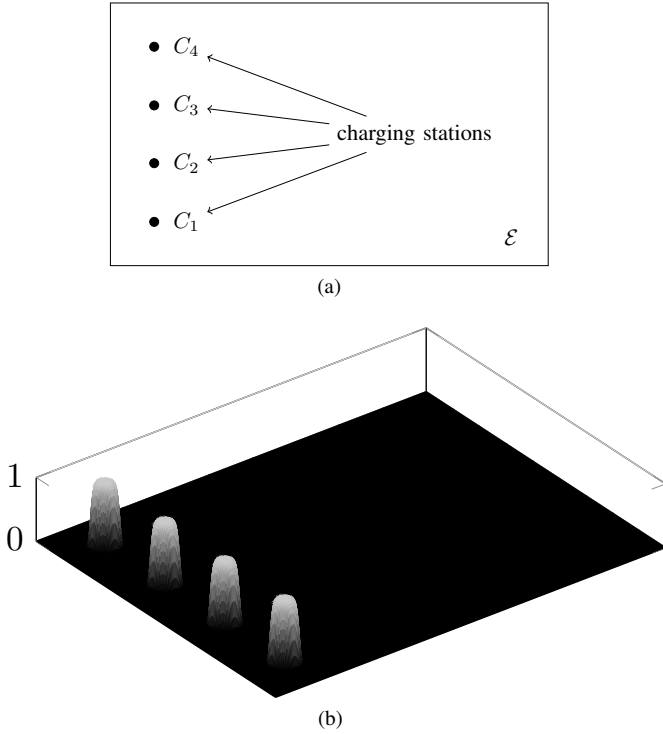 C₄
C₃
charging stations
C₂
C₁
ℰ
(a)
1
0
(b)